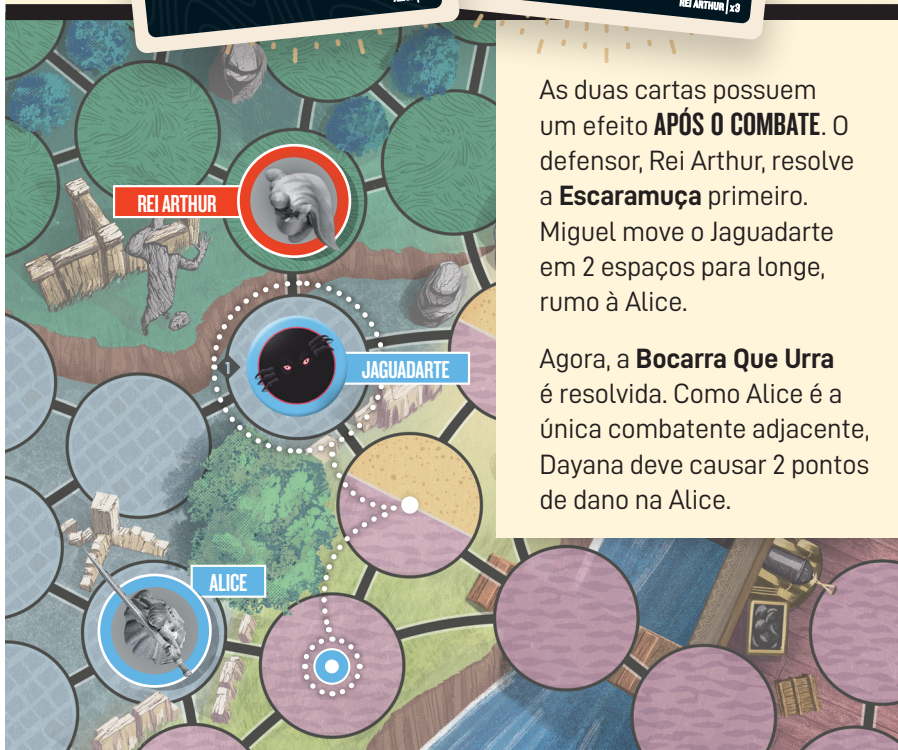 REI ARTHUR x3
As duas cartas possuem
um efeito APÓS O COMBATE. O
defensor, Rei Arthur, resolve
a Escaramuça primeiro.
Miguel move o Jaguadarte
em 2 espaços para longe,
rumo à Alice.
Agora, a Bocarra Que Urra
é resolvida. Como Alice é a
única combatente adjacente,
Dayana deve causar 2 pontos
de dano na Alice.
REI ARTHUR
1
JAGUADARTE
ALICE